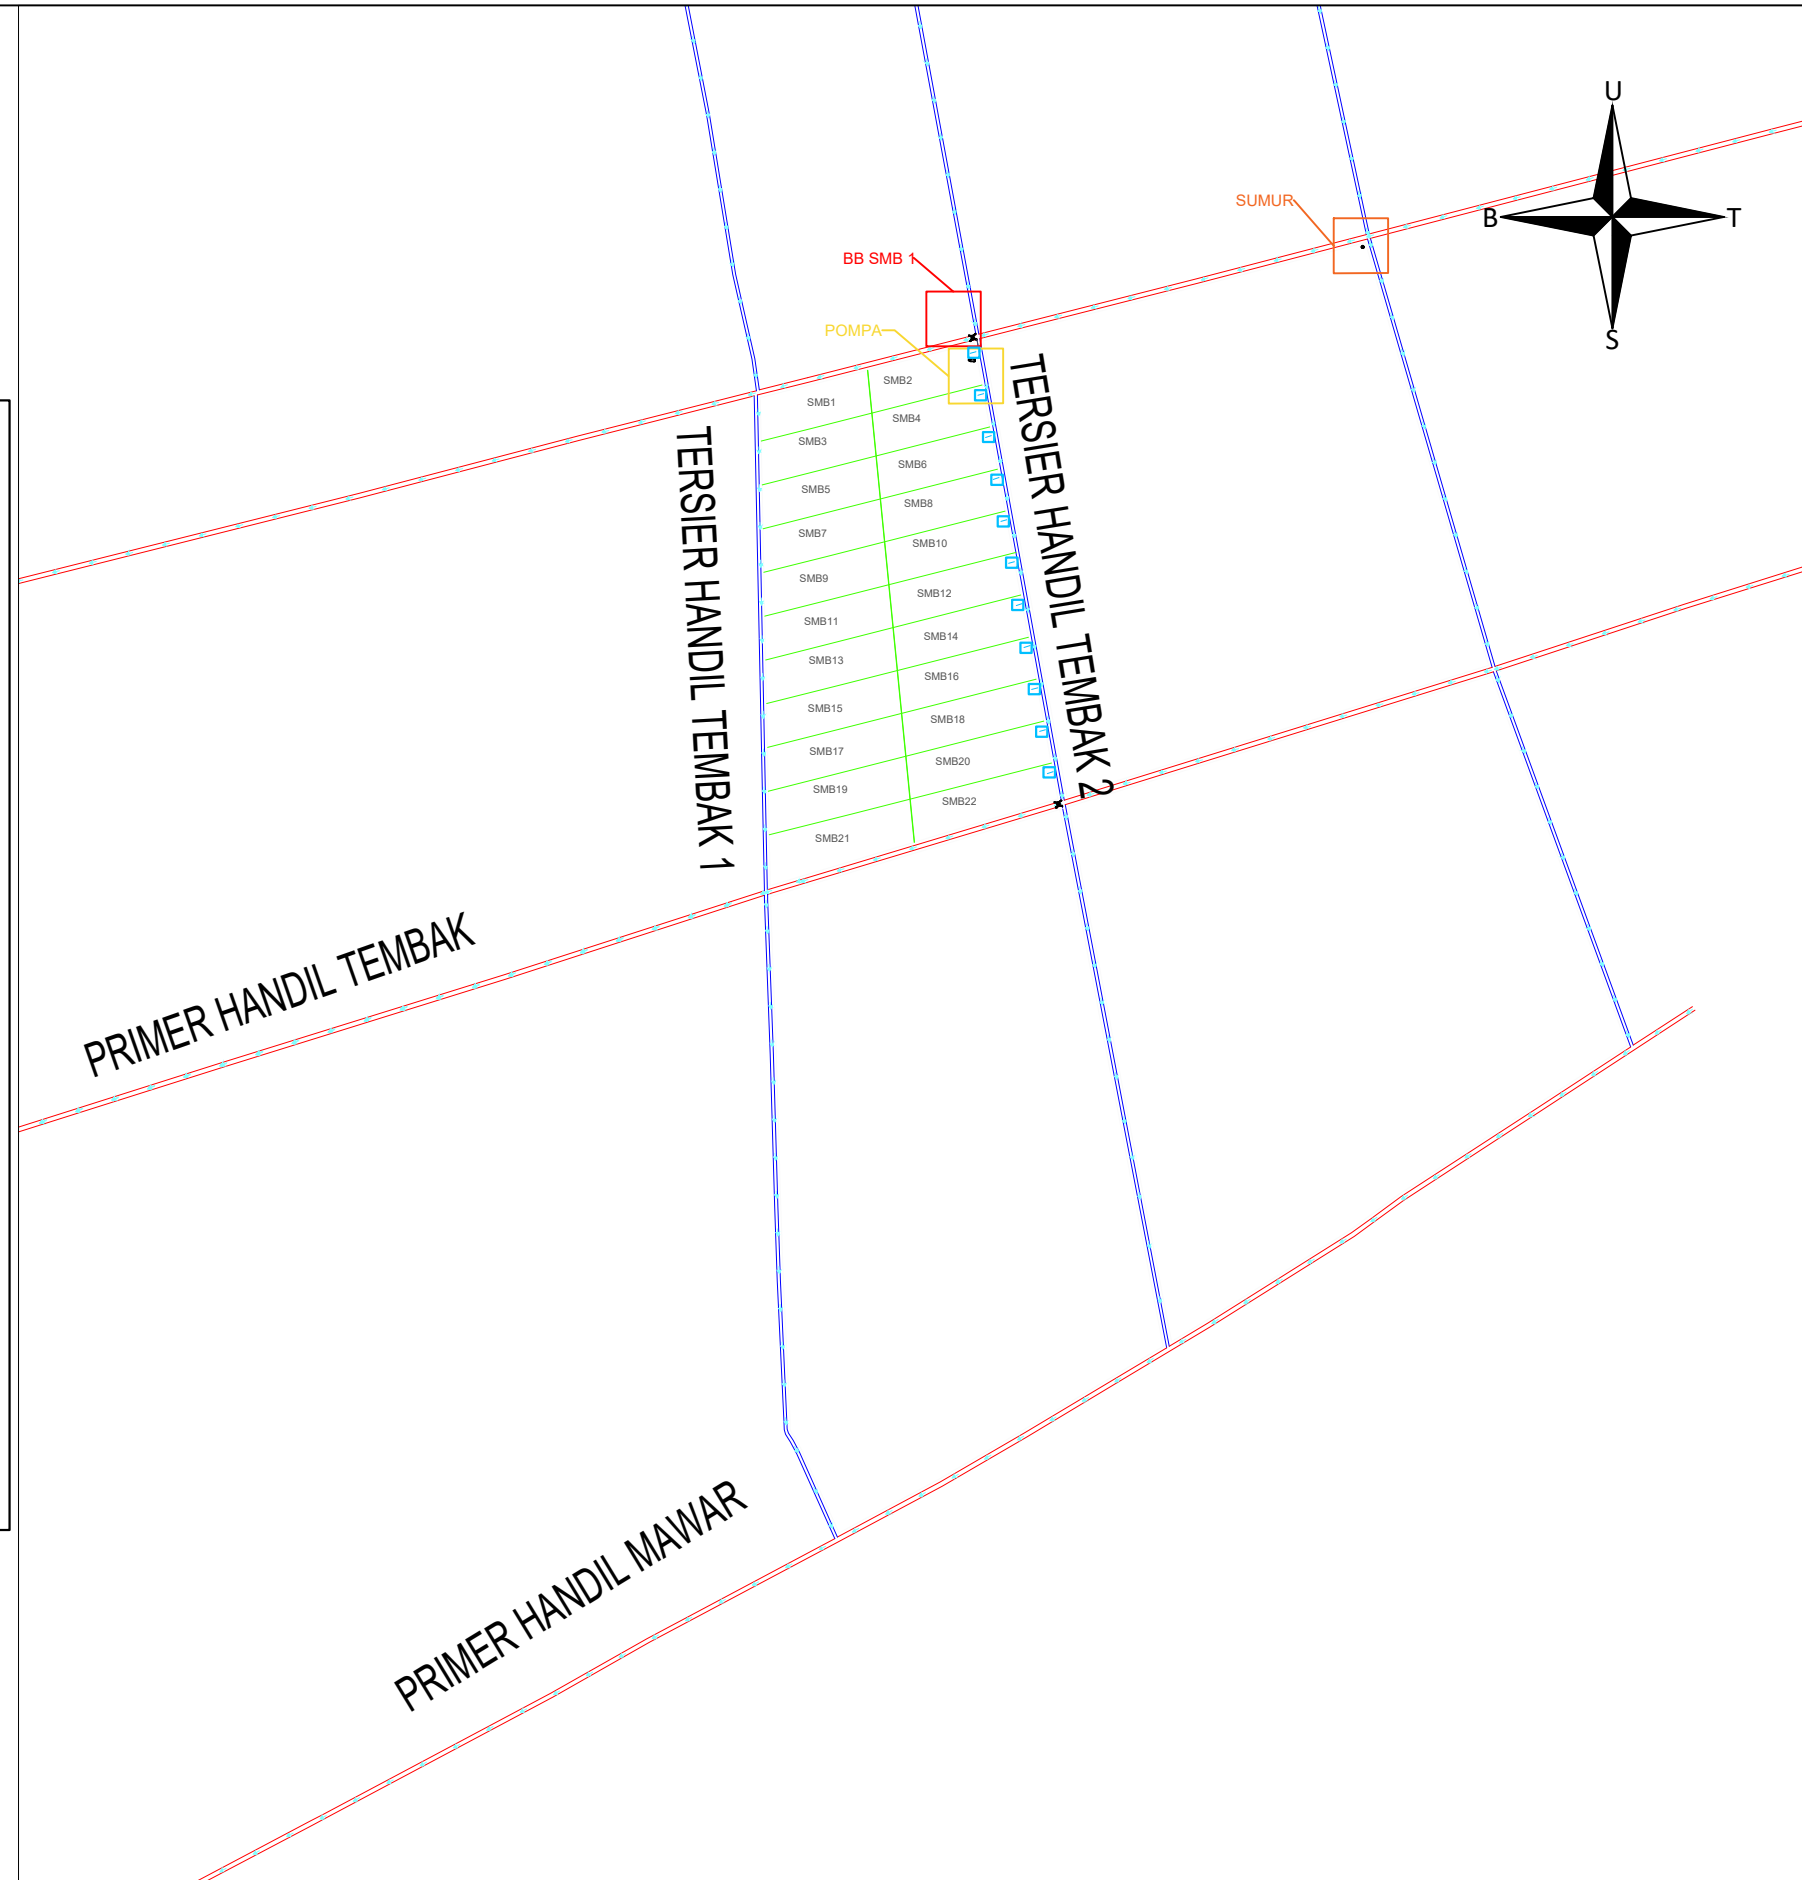 U
B
T
S
SUMUR
BB SMB 1
POMPA
SMB2
SMB1
SMB4
SMB3
SMB6
SMB5
SMB8
SMB7
SMB10
SMB9
SMB12
SMB11
SMB14
SMB13
SMB16
SMB15
SMB18
SMB17
SMB20
SMB19
SMB22
SMB21
TERSIER HANDIL TEMBAK 1
TERSIER HANDIL TEMBAK 2
PRIMER HANDIL TEMBAK
PRIMER HANDIL MAWAR